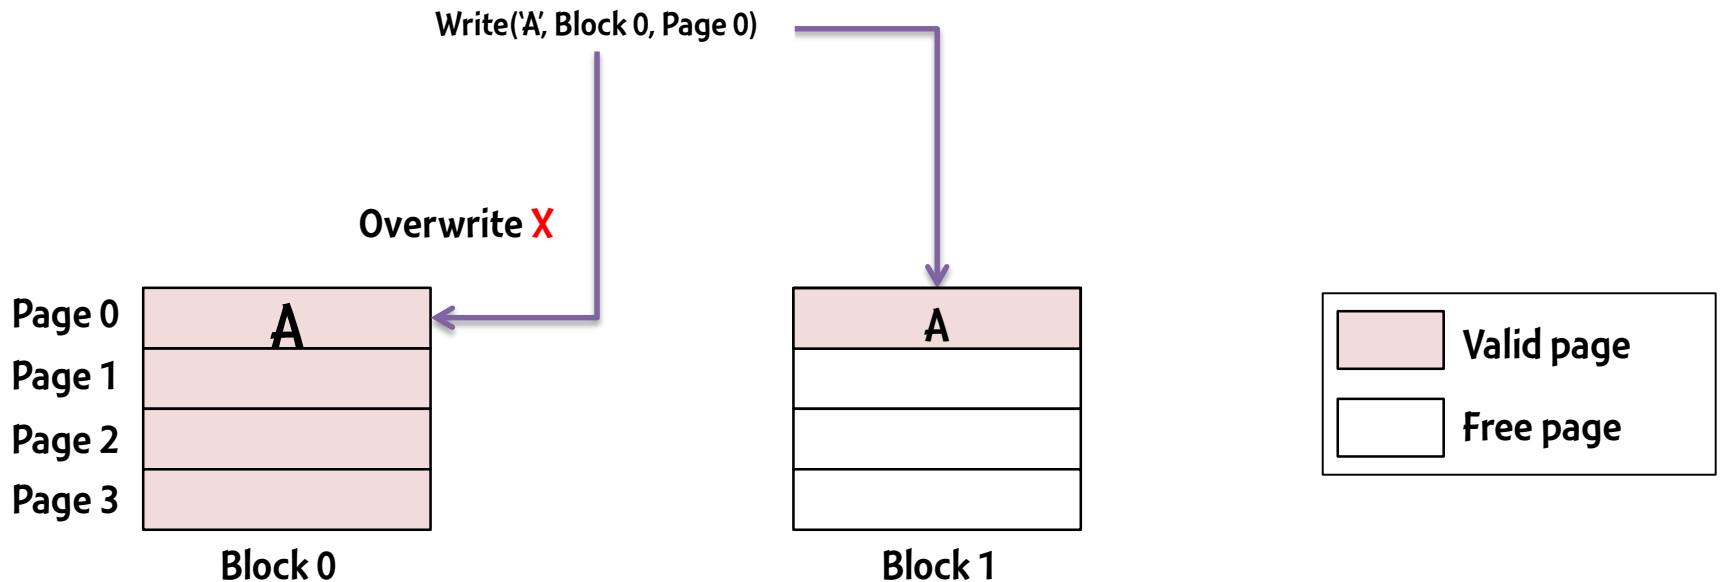 Write(‘A’, Block 0, Page 0)
Overwrite X
Page 0
A
A
Page 1
Page 2
Page 3
Block 0
Block 1
Valid page
Free page